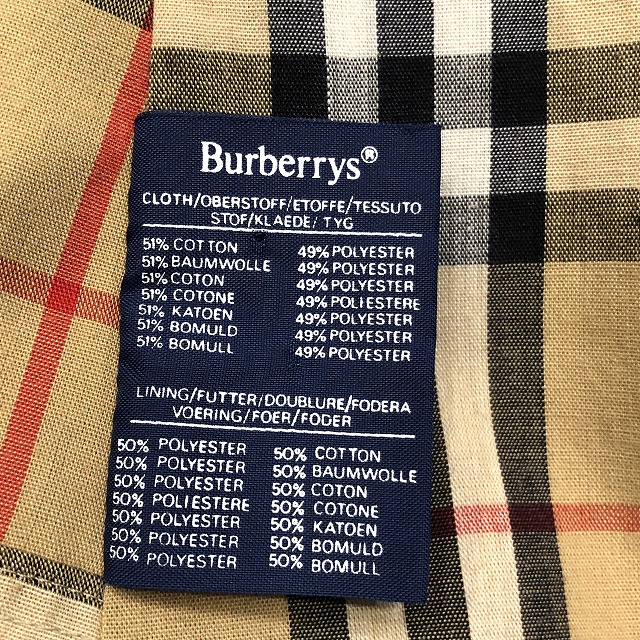 Burberrys®
CLOTH/OBERSTOFF/ETOFFE/TESSUTO
STOF/KLAEDE/TYG
51% COTTON 49% POLYESTER
51% BAUMWOLLE 49% POLYESTER
51% COTON 49% POLYESTER
51% COTONE 49% POLIESTERE
51% KATOEN 49% POLYESTER
51% BOMULD 49% POLYESTER
51% BOMULL 49% POLYESTER
LINING/FUTTER/DOUBLURE/FODERA
VOERING/FOER/FODER
50% POLYESTER 50% COTTON
50% POLYESTER 50% BAUMWOLLE
50% POLYESTER 50% COTON
50% POLIESTERE 50% COTONE
50% POLYESTER 50% KATOEN
50% POLYESTER 50% BOMULD
50% POLYESTER 50% BOMULL